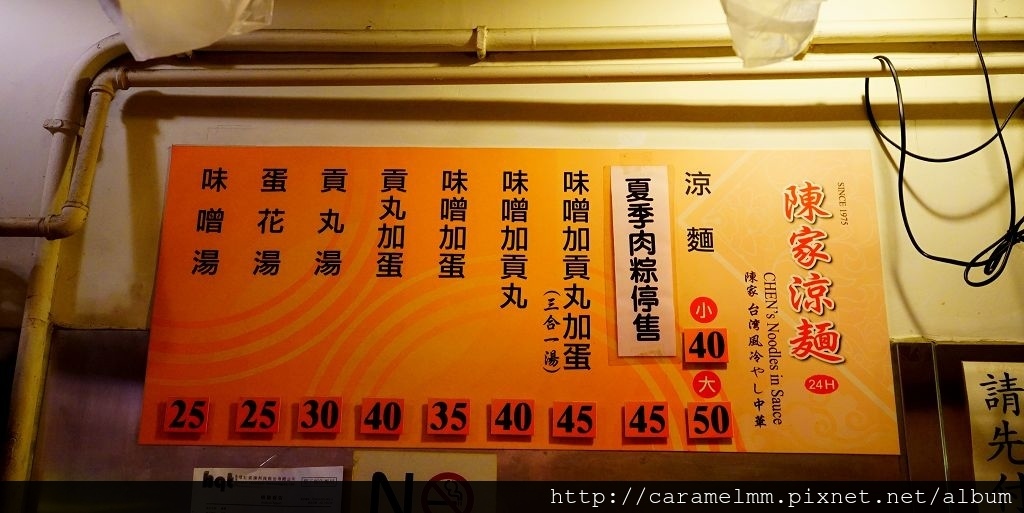 SINCE 1975
陳家涼麵
24H
CHEN's Noodles in Sauce
陳家 台湾風冷やし中華
涼麵
小
40
大
50
夏季肉粽停售
45
味噌加貢丸加蛋
(三合一湯)
45
味噌加貢丸
40
味噌加蛋
35
貢丸加蛋
40
貢丸湯
30
蛋花湯
25
味噌湯
25
請先付
http://caramelmm.pixnet.net/album